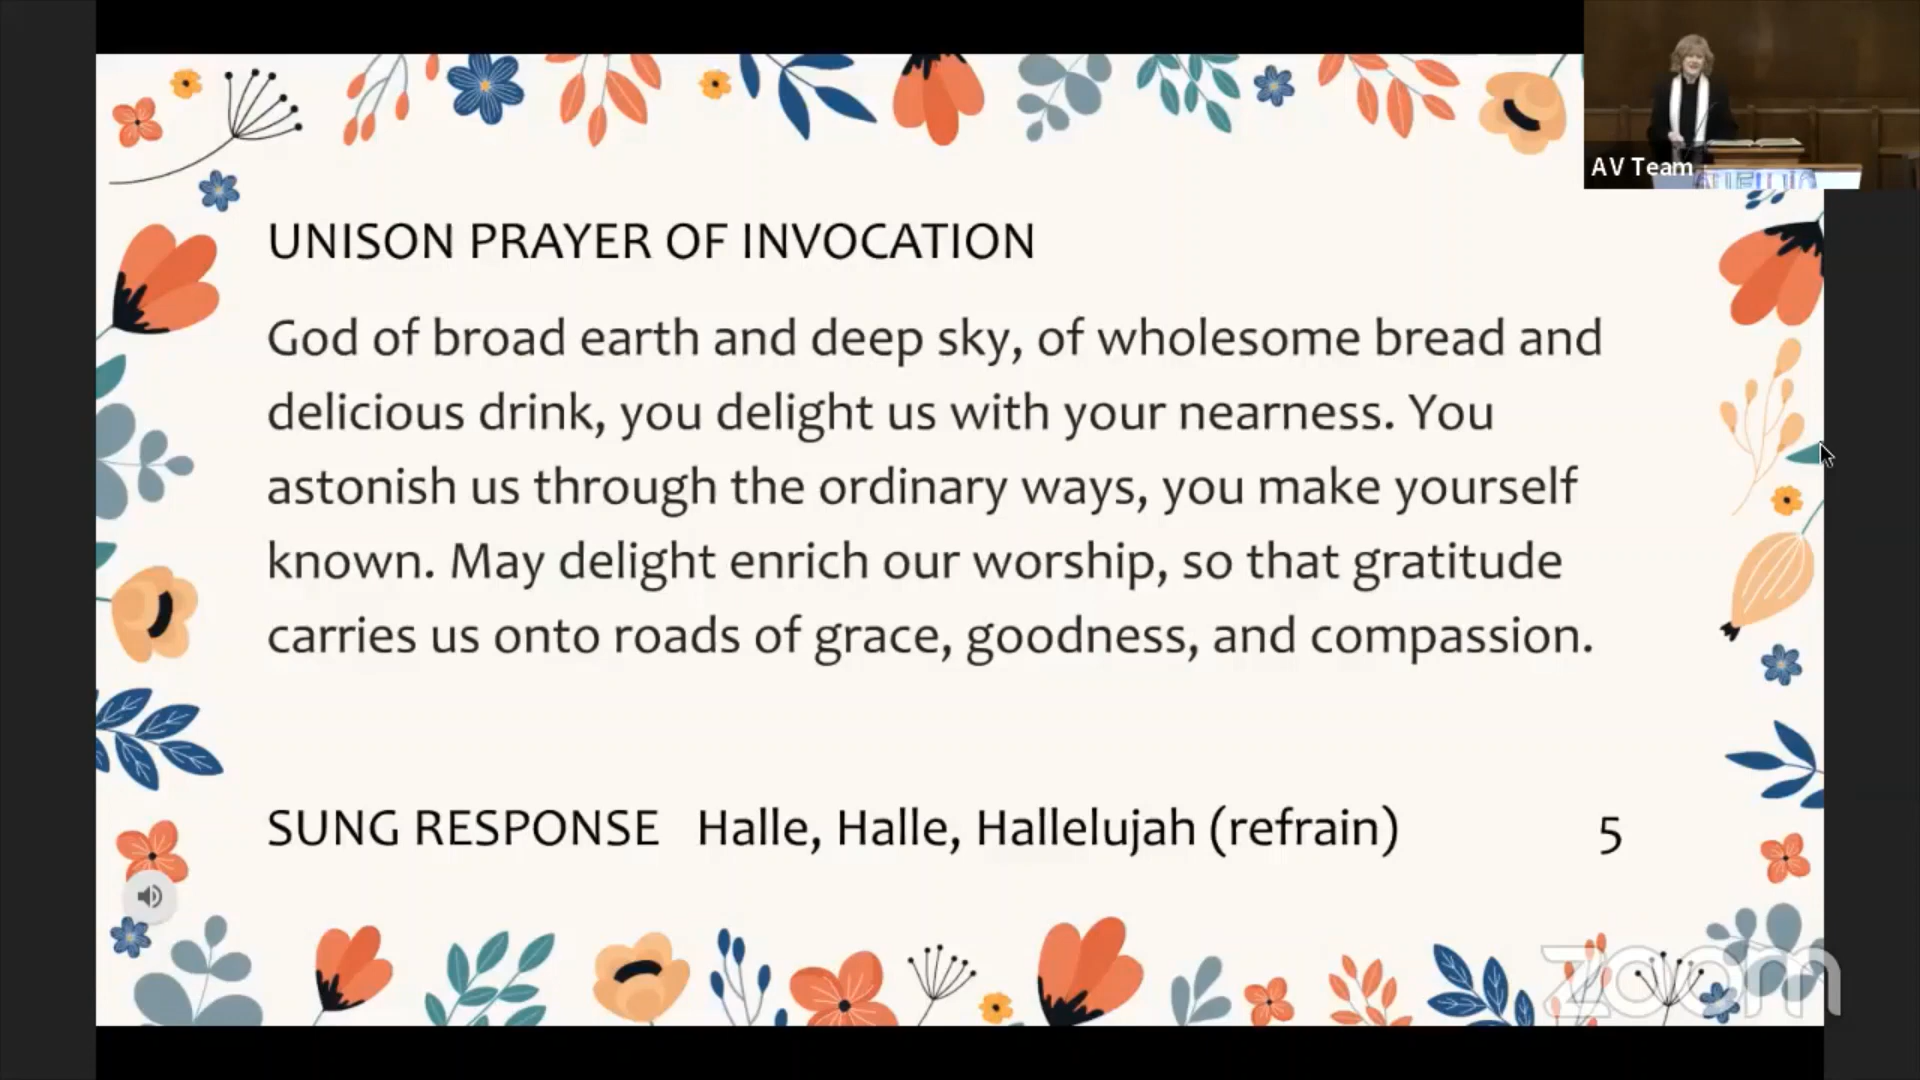 AV Team
UNISON PRAYER OF INVOCATION
God of broad earth and deep sky, of wholesome bread and
delicious drink, you delight us with your nearness. You
astonish us through the ordinary ways, you make yourself
known. May delight enrich our worship, so that gratitude
carries us onto roads of grace, goodness, and compassion.
SUNG RESPONSE Halle, Halle, Hallelujah (refrain) 5
zoom